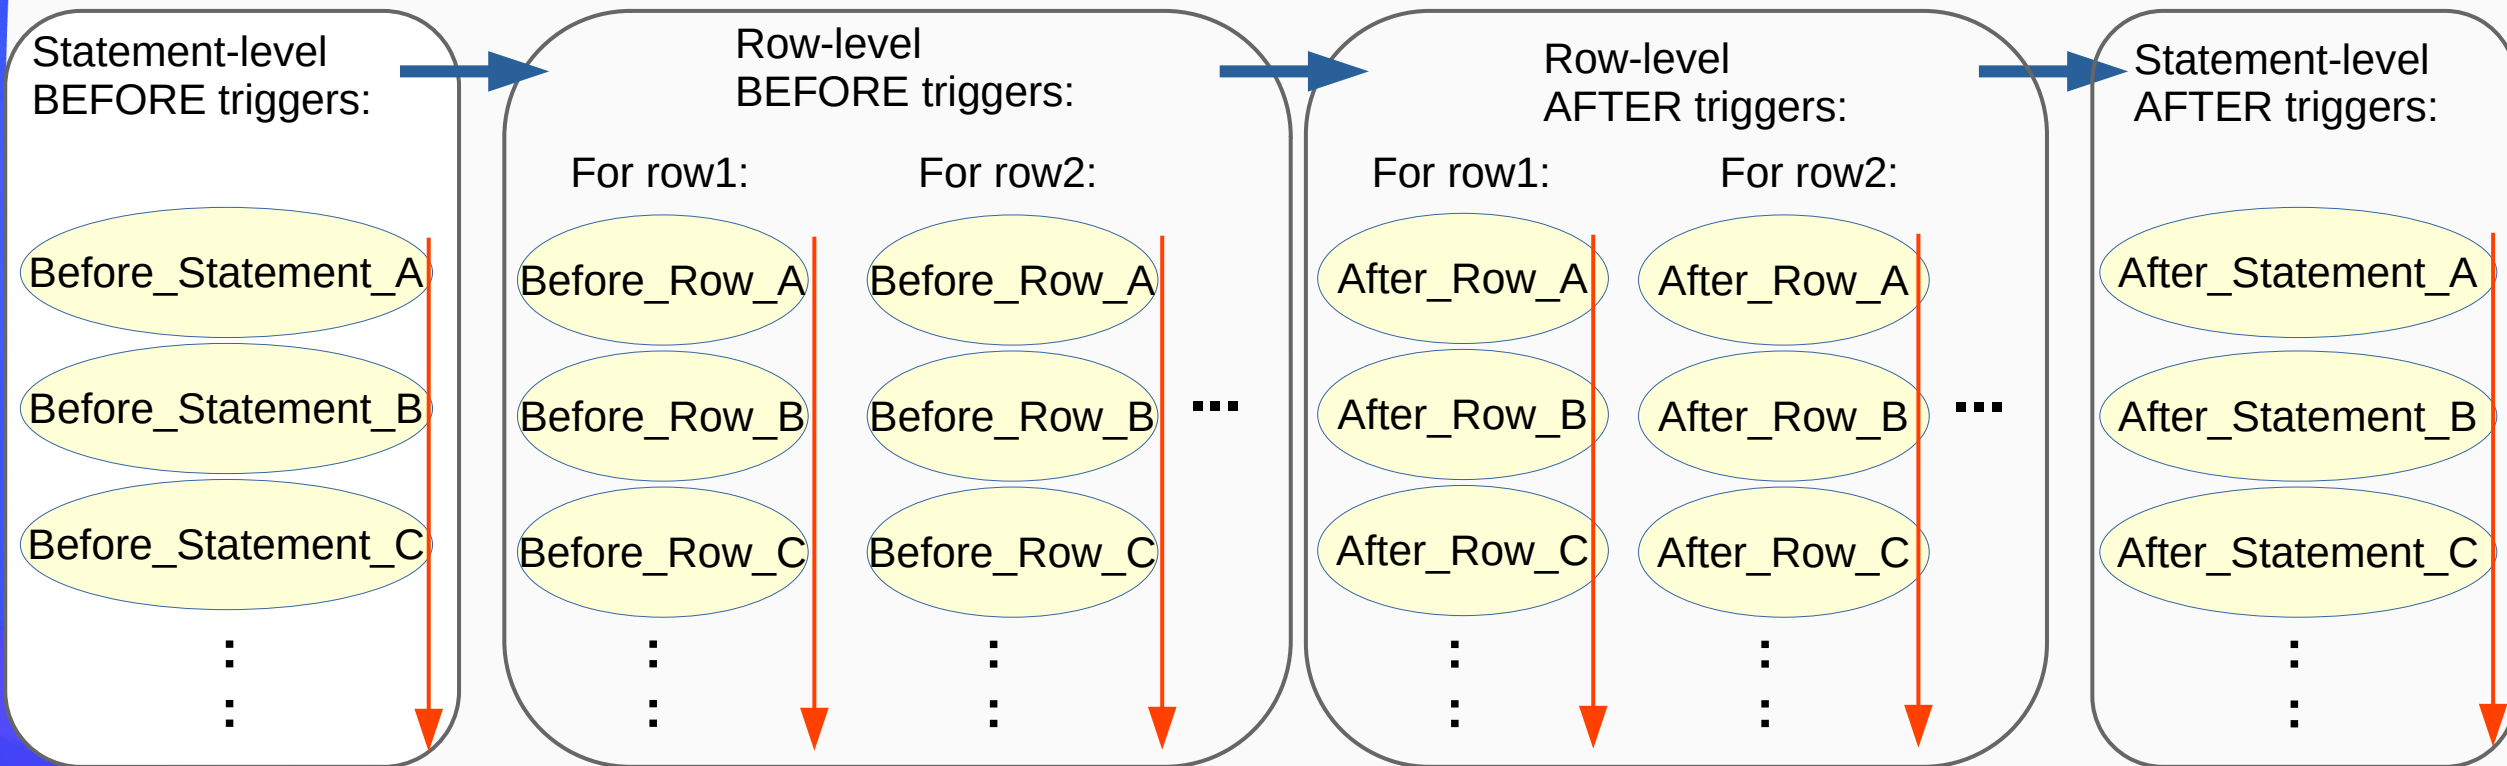 Statement-level
BEFORE triggers:
Before_Statement_A
Before_Statement_B
Before_Statement_C
:
:
Row-level
BEFORE triggers:
For row1:
Before_Row_A
Before_Row_B
Before_Row_C
:
:
For row2:
Before_Row_A
Before_Row_B
Before_Row_C
:
:
...
Row-level
AFTER triggers:
For row1:
After_Row_A
After_Row_B
After_Row_C
:
:
For row2:
After_Row_A
After_Row_B
After_Row_C
:
:
...
Statement-level
AFTER triggers:
After_Statement_A
After_Statement_B
After_Statement_C
:
: